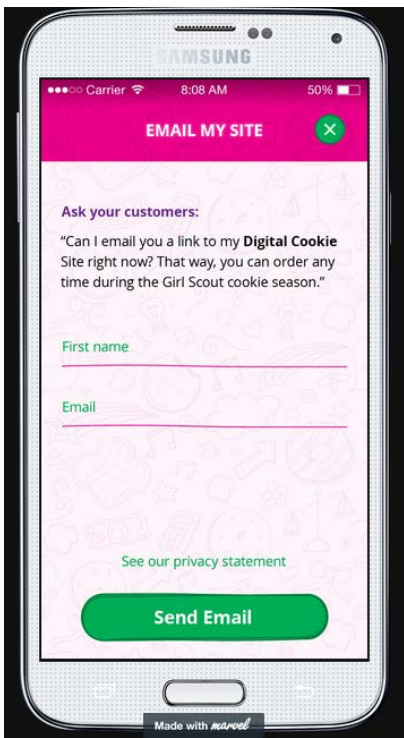 SAMSUNG
Carrier 8:08 AM 50%
EMAIL MY SITE
Ask your customers:
“Can I email you a link to my Digital Cookie
Site right now? That way, you can order any
time during the Girl Scout cookie season.”
First name
Email
See our privacy statement
Send Email
Made with marvel